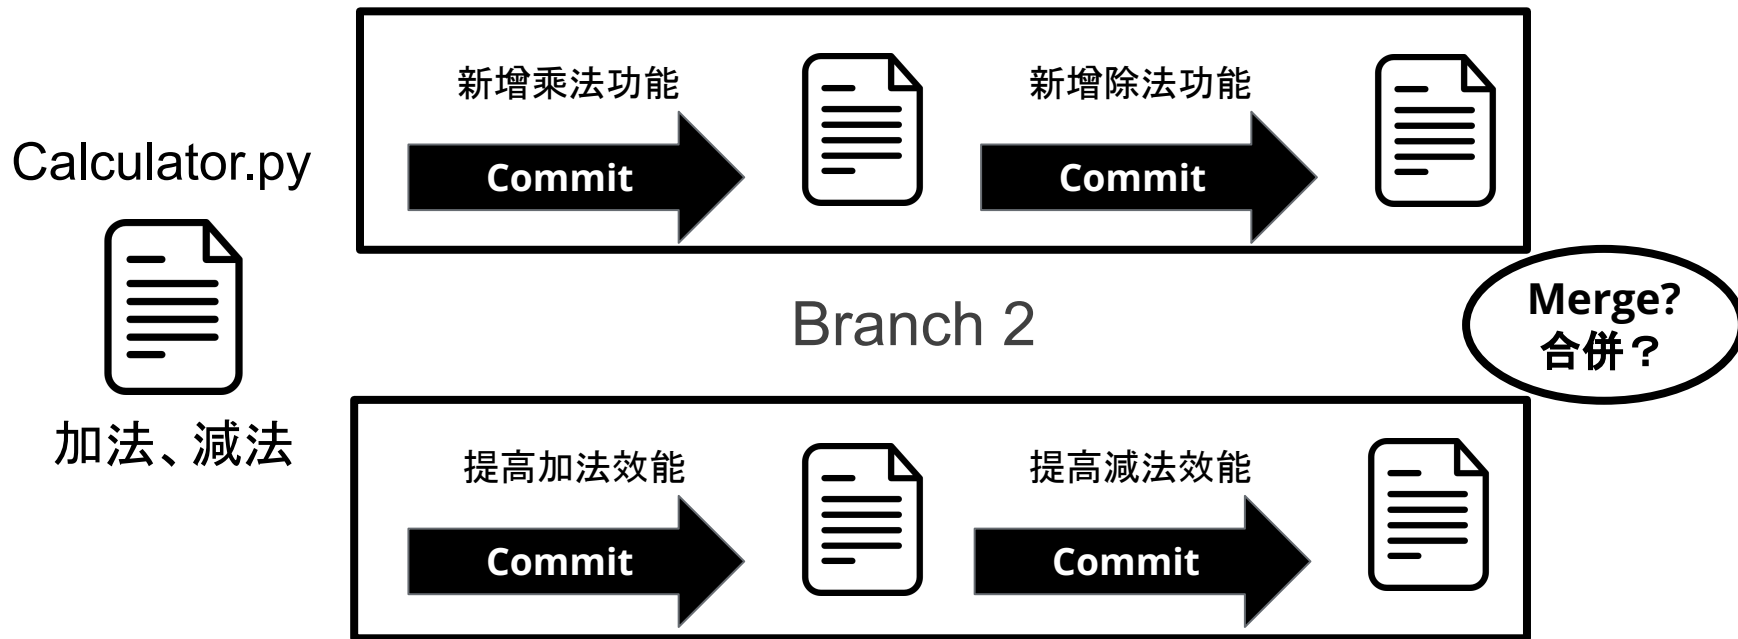 Calculator.py
加法、減法
新增乘法功能
Commit
新增除法功能
Commit
Branch 2
提高加法效能
Commit
提高減法效能
Commit
Merge?
合併？